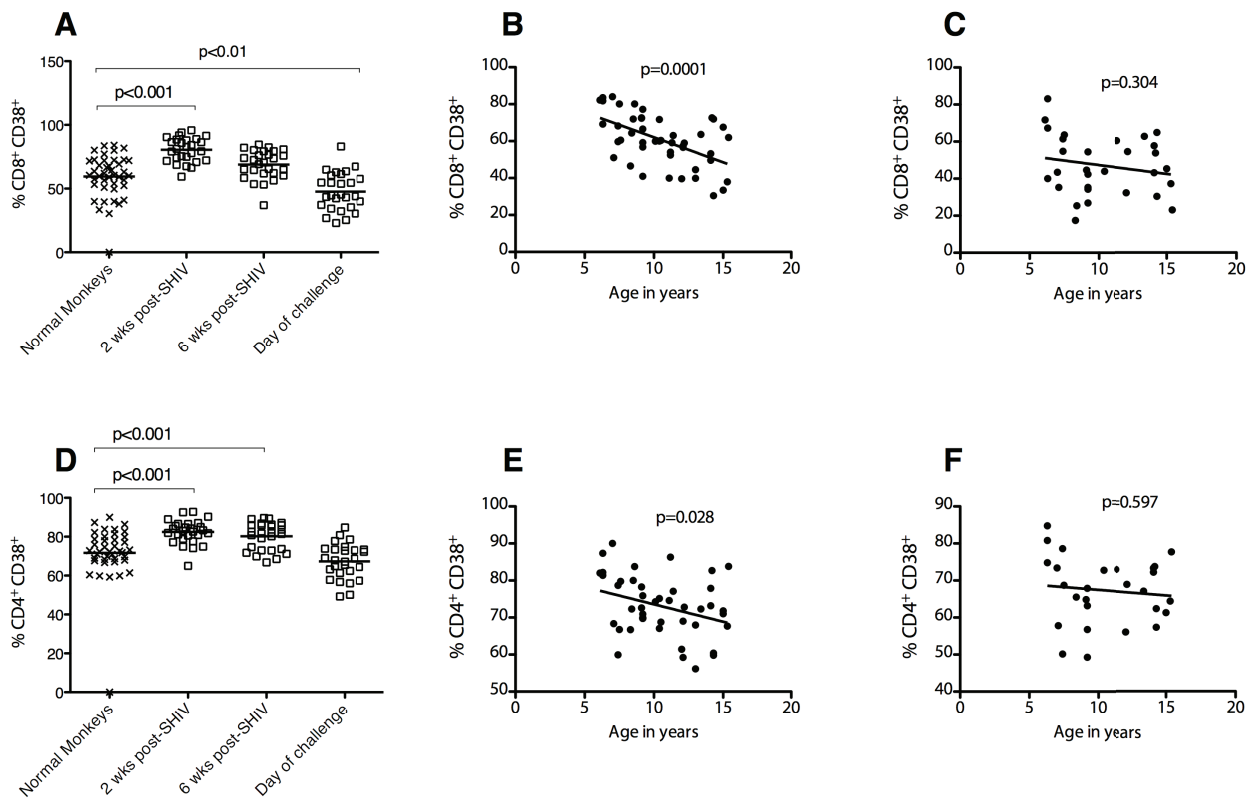 A
p<0.01
p<0.001
150
100
50
0
% CD8⁺ CD38⁺
Normal Monkeys
2 wks post-SHIV
6 wks post-SHIV
Day of challenge
B
p=0.0001
100
80
60
40
20
0
% CD8⁺ CD38⁺
0 5 10 15 20
Age in years
C
p=0.304
100
80
60
40
20
0
% CD8⁺ CD38⁺
0 5 10 15 20
Age in years
D
p<0.001
p<0.001
100
80
60
40
20
0
% CD4⁺ CD38⁺
Normal Monkeys
2 wks post-SHIV
6 wks post-SHIV
Day of challenge
E
p=0.028
100
90
80
70
60
50
% CD4⁺ CD38⁺
0 5 10 15 20
Age in years
F
p=0.597
90
80
70
60
50
40
% CD4⁺ CD38⁺
0 5 10 15 20
Age in years